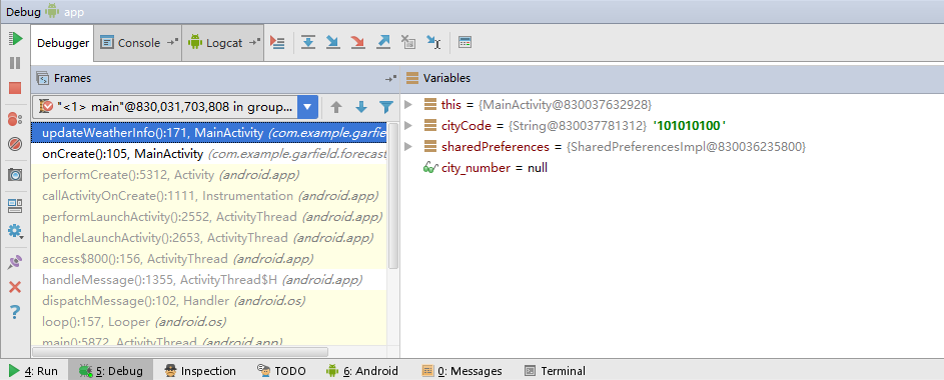 Debug app
Debugger Console Logcat
Frames
Variables
"<1> main"@830,031,703,808 in group...
updateWeatherInfo():171, MainActivity (com.example.garfield
onCreate():105, MainActivity (com.example.garfield.forecast
performCreate():5312, Activity (android.app)
callActivityOnCreate():1111, Instrumentation (android.app)
performLaunchActivity():2552, ActivityThread (android.app)
handleLaunchActivity():2653, ActivityThread (android.app)
access$800():156, ActivityThread (android.app)
handleMessage():1355, ActivityThread$H (android.app)
dispatchMessage():102, Handler (android.os)
loop():157, Looper (android.os)
main():5872, ActivityThread (android.app)
this = {MainActivity@830037632928}
cityCode = {String@830037781312} '101010100'
sharedPreferences = {SharedPreferencesImpl@830036235800}
city_number = null
4: Run 5: Debug Inspection TODO 6: Android 0: Messages Terminal